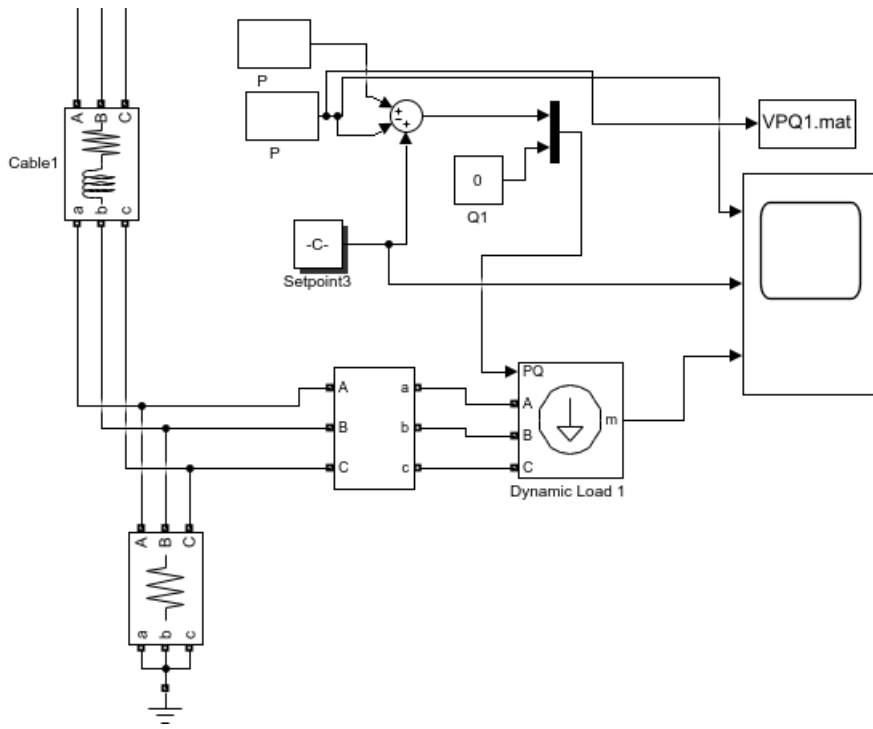 P
P
A B C
Cable1
a b c
+
-
+
VPQ1.mat
0
Q1
-C-
Setpoint3
A a
B b
C c
PQ
A
B
C
m
Dynamic Load 1
A B C
a b c